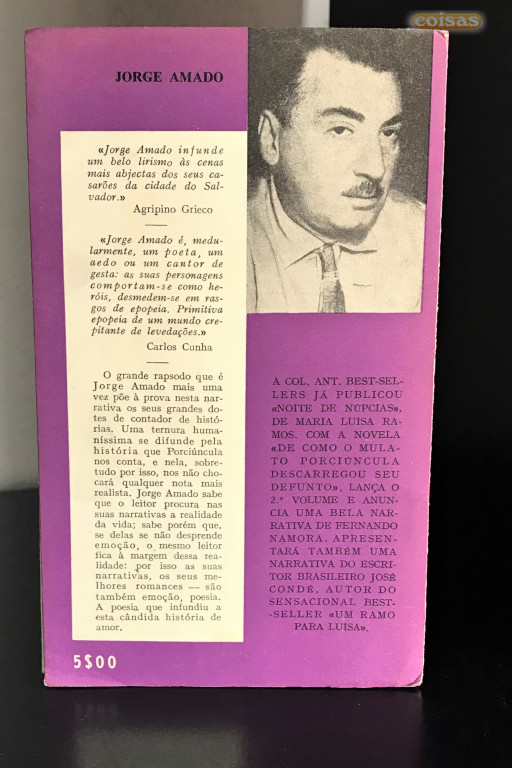 coisas
JORGE AMADO
«Jorge Amado infunde
um belo lirismo às cenas
mais abjectas dos seus ca-
sarões da cidade do Sal-
vador.»
Agripino Grieco
«Jorge Amado é, medu-
larmente, um poeta, um
aedo ou um cantor de
gesta: as suas personagens
comportam-se como he-
róis, desmedem-se em ras-
gos de epopeia. Primitiva
epopeia de um mundo cre-
pitante de levedações.»
Carlos Cunha
O grande rapsodo que é
Jorge Amado mais uma
vez põe à prova nesta nar-
rativa os seus grandes do-
tes de contador de histó-
rias. Uma ternura huma-
níssima se difunde pela
história que Porciúncula
nos conta, e nela, sobre-
tudo por isso, nos não cho-
cará qualquer nota mais
realista. Jorge Amado sabe
que o leitor procura nas
suas narrativas a realidade
da vida; sabe porém que,
se delas se não desprende
emoção, o mesmo leitor
fica à margem dessa rea-
lidade: por isso as suas
narrativas, os seus me-
lhores romances — são
também emoção, poesia.
A poesia que infundiu a
esta cândida história de
amor.
A COL. ANT. BEST-SEL-
LERS JÁ PUBLICOU
«NOITE DE NÚPCIAS»,
DE MARIA LUÍSA RA-
MOS. COM A NOVELA
«DE COMO O MULA-
TO PORCIÚNCULA
DESCARREGOU SEU
DEFUNTO», LANÇA O
2.º VOLUME E ANUN-
CIA UMA BELA NAR-
RATIVA DE FERNANDO
NAMORA. APRESEN-
TARÁ TAMBÉM UMA
NARRATIVA DO ESCRI-
TOR BRASILEIRO JOSÉ
CONDÉ, AUTOR DO
SENSACIONAL BEST-
-SELLER «UM RAMO
PARA LUÍSA».
5$00